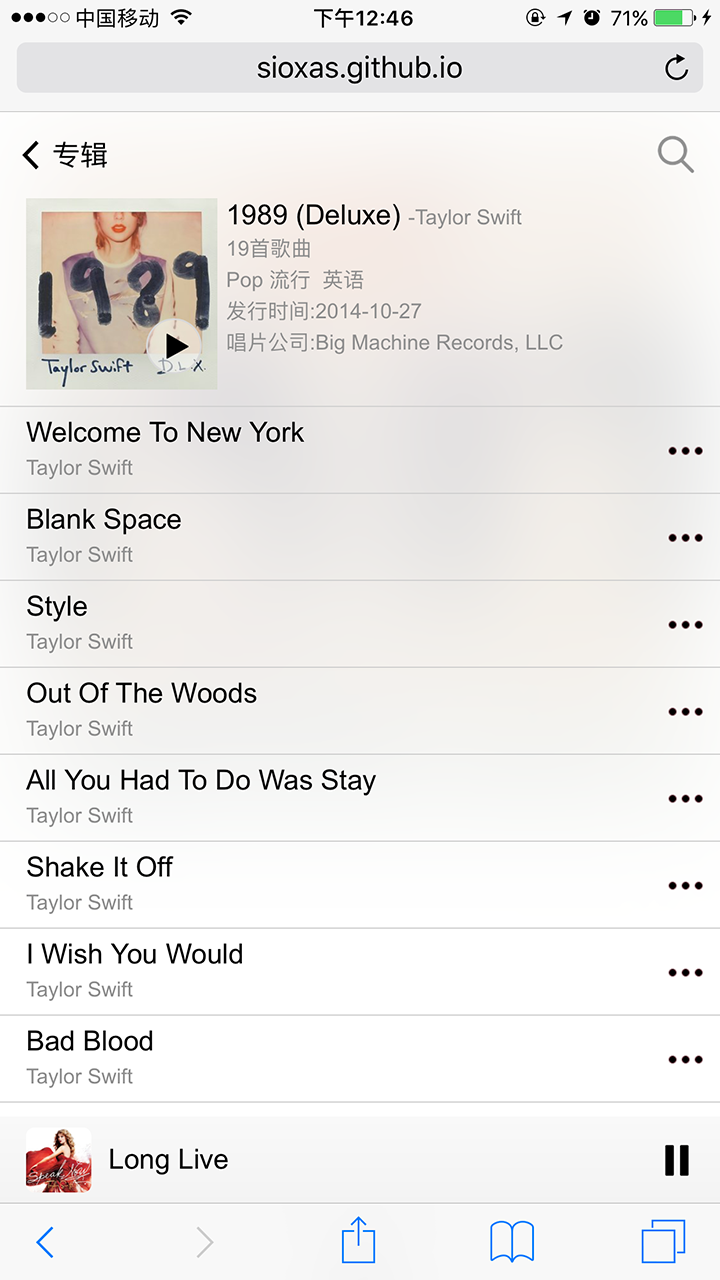 中国移动 下午12:46 71%
sioxas.github.io
专辑
1989
Taylor Swift D.L.X.
1989 (Deluxe) -Taylor Swift
19首歌曲
Pop 流行 英语
发行时间:2014-10-27
唱片公司:Big Machine Records, LLC
Welcome To New York
Taylor Swift
Blank Space
Taylor Swift
Style
Taylor Swift
Out Of The Woods
Taylor Swift
All You Had To Do Was Stay
Taylor Swift
Shake It Off
Taylor Swift
I Wish You Would
Taylor Swift
Bad Blood
Taylor Swift
Speak Now
Long Live